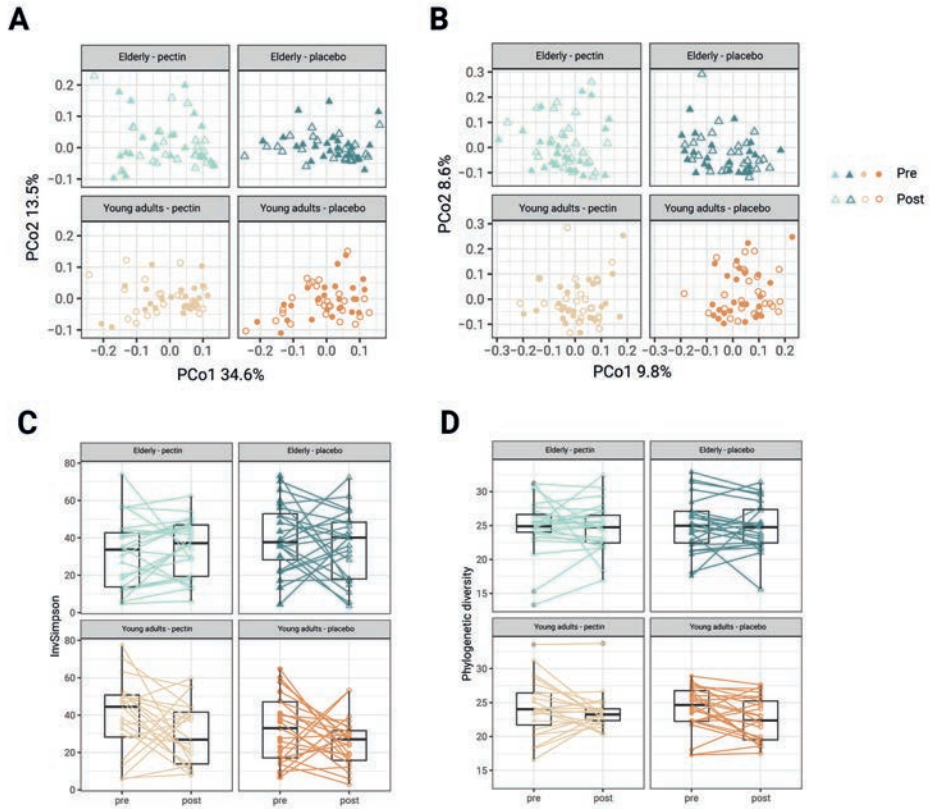 A
Elderly - pectin
Elderly - placebo
0.2
0.1
0.0
−0.1
Young adults - pectin
Young adults - placebo
0.2
0.1
0.0
−0.1
−0.2 −0.1 0.0 0.1
−0.2 −0.1 0.0 0.1
PCo2 13.5%
PCo1 34.6%
B
Elderly - pectin
Elderly - placebo
0.3
0.2
0.1
0.0
−0.1
Young adults - pectin
Young adults - placebo
0.3
0.2
0.1
0.0
−0.1
−0.3 −0.2 −0.1 0.0 0.1 0.2
−0.3 −0.2 −0.1 0.0 0.1 0.2
PCo2 8.6%
PCo1 9.8%
Pre
Post
C
Elderly - pectin
Elderly - placebo
80
60
40
20
0
Young adults - pectin
Young adults - placebo
80
60
40
20
0
pre post
pre post
InvSimpson
D
Elderly - pectin
Elderly - placebo
30
25
20
15
Young adults - pectin
Young adults - placebo
30
25
20
15
pre post
pre post
Phylogenetic diversity